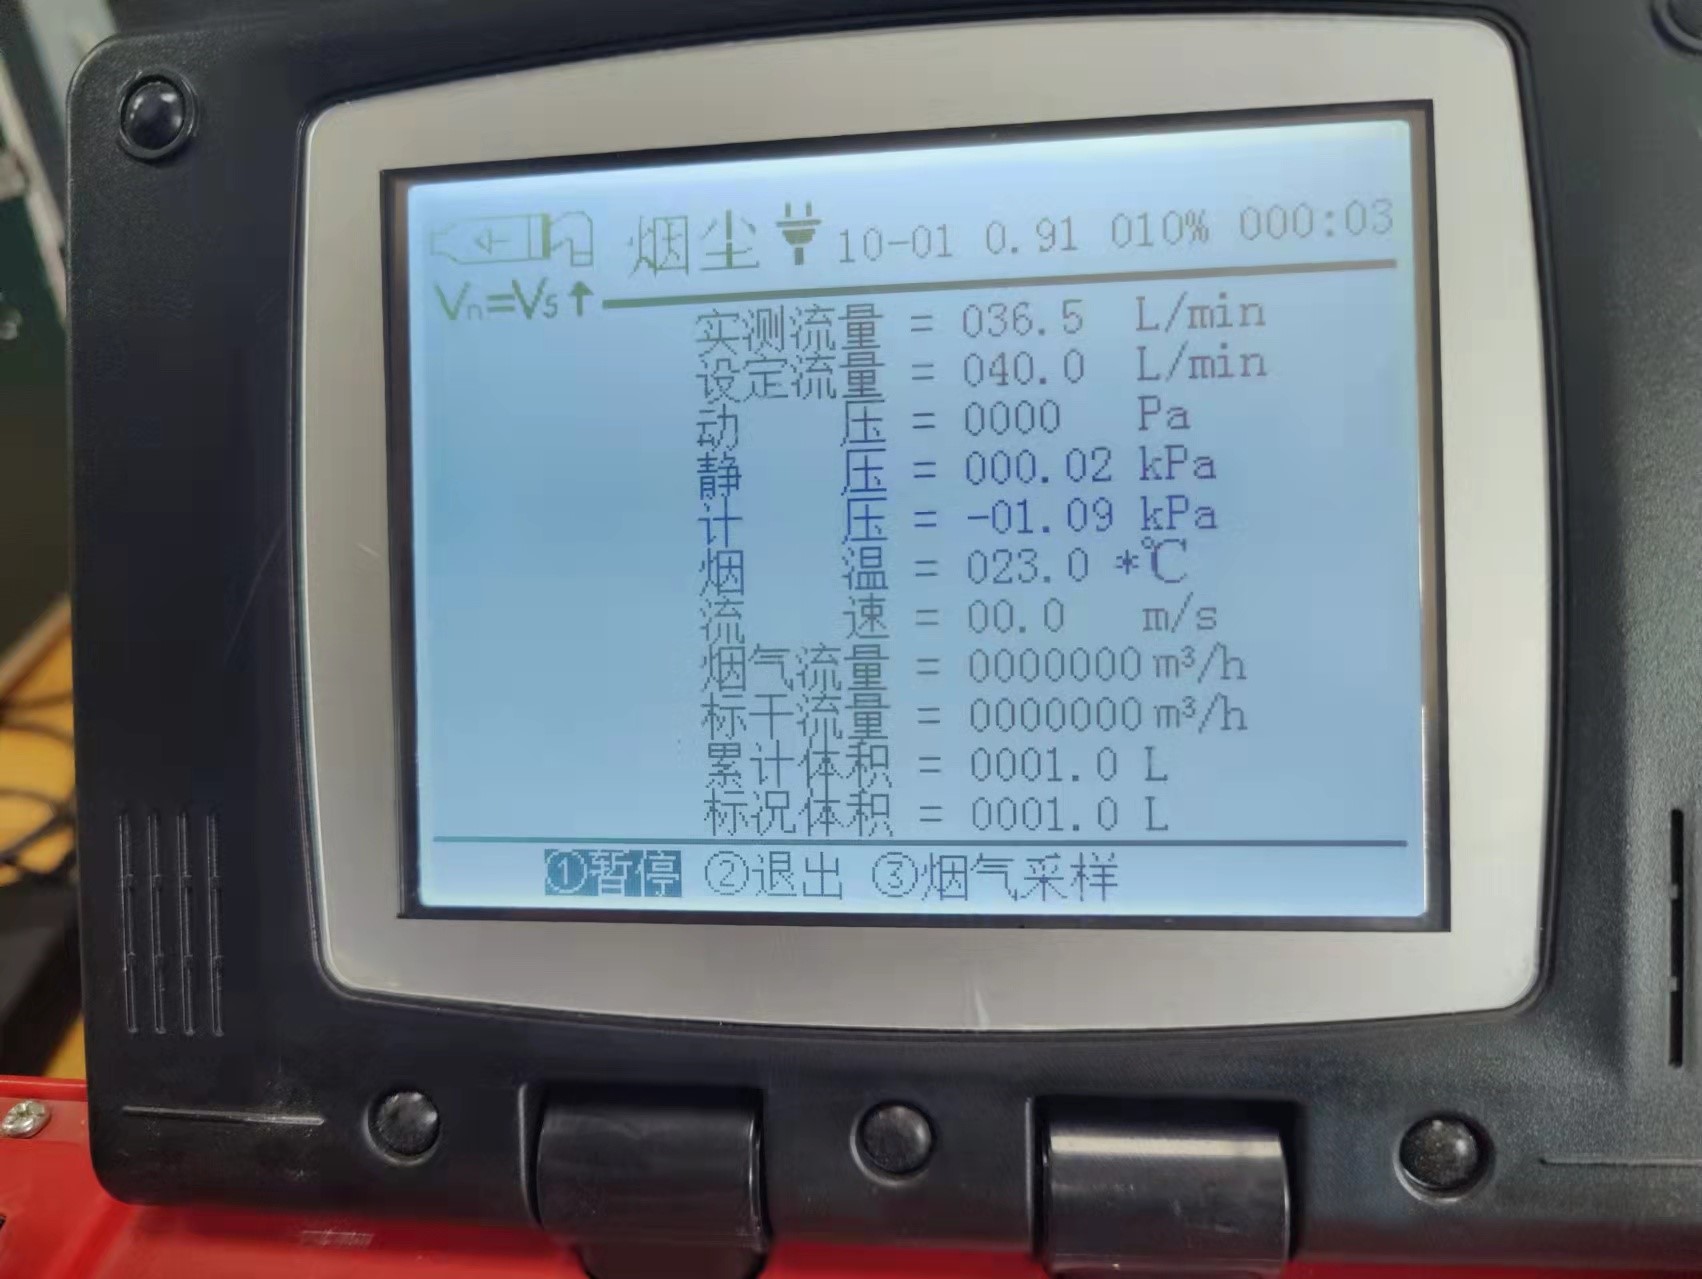 烟尘 10-01 0.91 010% 000:03
Vn=Vs↑
实测流量 = 036.5 L/min
设定流量 = 040.0 L/min
动 压 = 0000 Pa
静 压 = 000.02 kPa
计 压 = -01.09 kPa
烟 温 = 023.0 *℃
流 速 = 00.0 m/s
烟气流量 = 0000000 m³/h
标干流量 = 0000000 m³/h
累计体积 = 0001.0 L
标况体积 = 0001.0 L
①暂停 ②退出 ③烟气采样